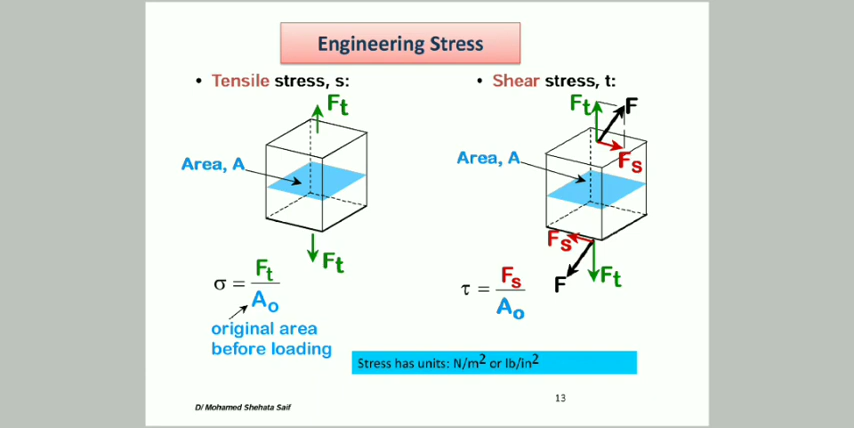 Engineering Stress
• Tensile stress, s:
Ft
Area, A
Ft
σ = Ft / Ao
original area
before loading
• Shear stress, t:
Ft
F
Fs
Area, A
Fs
F
Ft
τ = Fs / Ao
Stress has units: N/m² or lb/in²
D/ Mohamed Shehata Saif
13